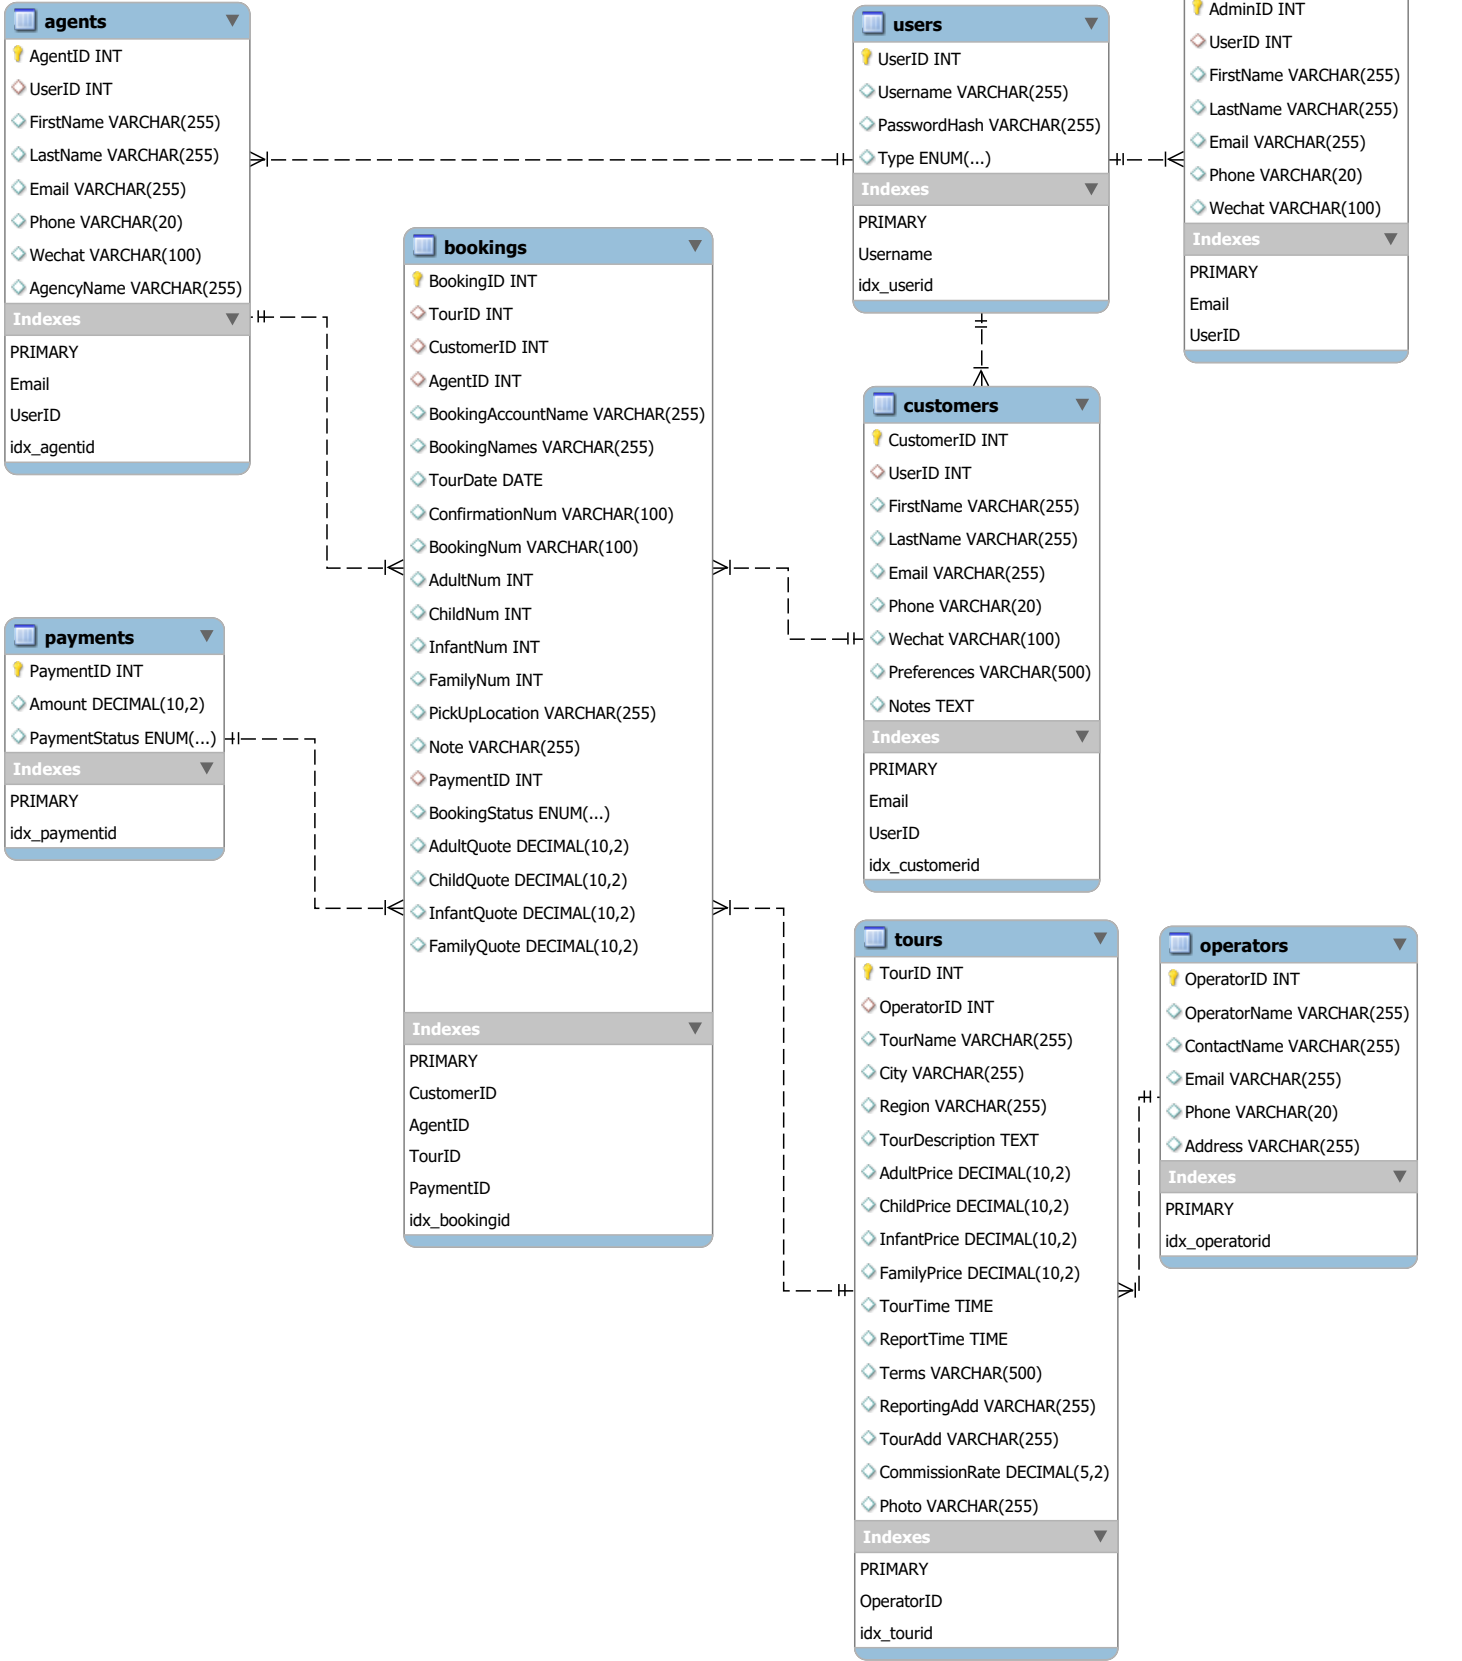 agents
AgentID INT
UserID INT
FirstName VARCHAR(255)
LastName VARCHAR(255)
Email VARCHAR(255)
Phone VARCHAR(20)
Wechat VARCHAR(100)
AgencyName VARCHAR(255)
Indexes
PRIMARY
Email
UserID
idx_agentid
users
UserID INT
Username VARCHAR(255)
PasswordHash VARCHAR(255)
Type ENUM(...)
Indexes
PRIMARY
Username
idx_userid
AdminID INT
UserID INT
FirstName VARCHAR(255)
LastName VARCHAR(255)
Email VARCHAR(255)
Phone VARCHAR(20)
Wechat VARCHAR(100)
Indexes
PRIMARY
Email
UserID
bookings
BookingID INT
TourID INT
CustomerID INT
AgentID INT
BookingAccountName VARCHAR(255)
BookingNames VARCHAR(255)
TourDate DATE
ConfirmationNum VARCHAR(100)
BookingNum VARCHAR(100)
AdultNum INT
ChildNum INT
InfantNum INT
FamilyNum INT
PickUpLocation VARCHAR(255)
Note VARCHAR(255)
PaymentID INT
BookingStatus ENUM(...)
AdultQuote DECIMAL(10,2)
ChildQuote DECIMAL(10,2)
InfantQuote DECIMAL(10,2)
FamilyQuote DECIMAL(10,2)
Indexes
PRIMARY
CustomerID
AgentID
TourID
PaymentID
idx_bookingid
customers
CustomerID INT
UserID INT
FirstName VARCHAR(255)
LastName VARCHAR(255)
Email VARCHAR(255)
Phone VARCHAR(20)
Wechat VARCHAR(100)
Preferences VARCHAR(500)
Notes TEXT
Indexes
PRIMARY
Email
UserID
idx_customerid
payments
PaymentID INT
Amount DECIMAL(10,2)
PaymentStatus ENUM(...)
Indexes
PRIMARY
idx_paymentid
tours
TourID INT
OperatorID INT
TourName VARCHAR(255)
City VARCHAR(255)
Region VARCHAR(255)
TourDescription TEXT
AdultPrice DECIMAL(10,2)
ChildPrice DECIMAL(10,2)
InfantPrice DECIMAL(10,2)
FamilyPrice DECIMAL(10,2)
TourTime TIME
ReportTime TIME
Terms VARCHAR(500)
ReportingAdd VARCHAR(255)
TourAdd VARCHAR(255)
CommissionRate DECIMAL(5,2)
Photo VARCHAR(255)
Indexes
PRIMARY
OperatorID
idx_tourid
operators
OperatorID INT
OperatorName VARCHAR(255)
ContactName VARCHAR(255)
Email VARCHAR(255)
Phone VARCHAR(20)
Address VARCHAR(255)
Indexes
PRIMARY
idx_operatorid